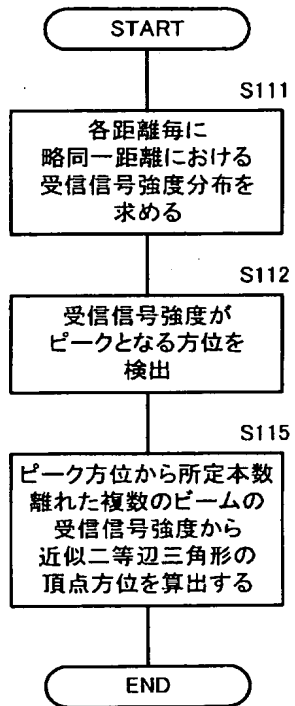 START
S111
各距離毎に
略同一距離における
受信信号強度分布を
求める
S112
受信信号強度が
ピークとなる方位を
検出
S115
ピーク方位から所定本数
離れた複数のビームの
受信信号強度から
近似二等辺三角形の
頂点方位を算出する
END